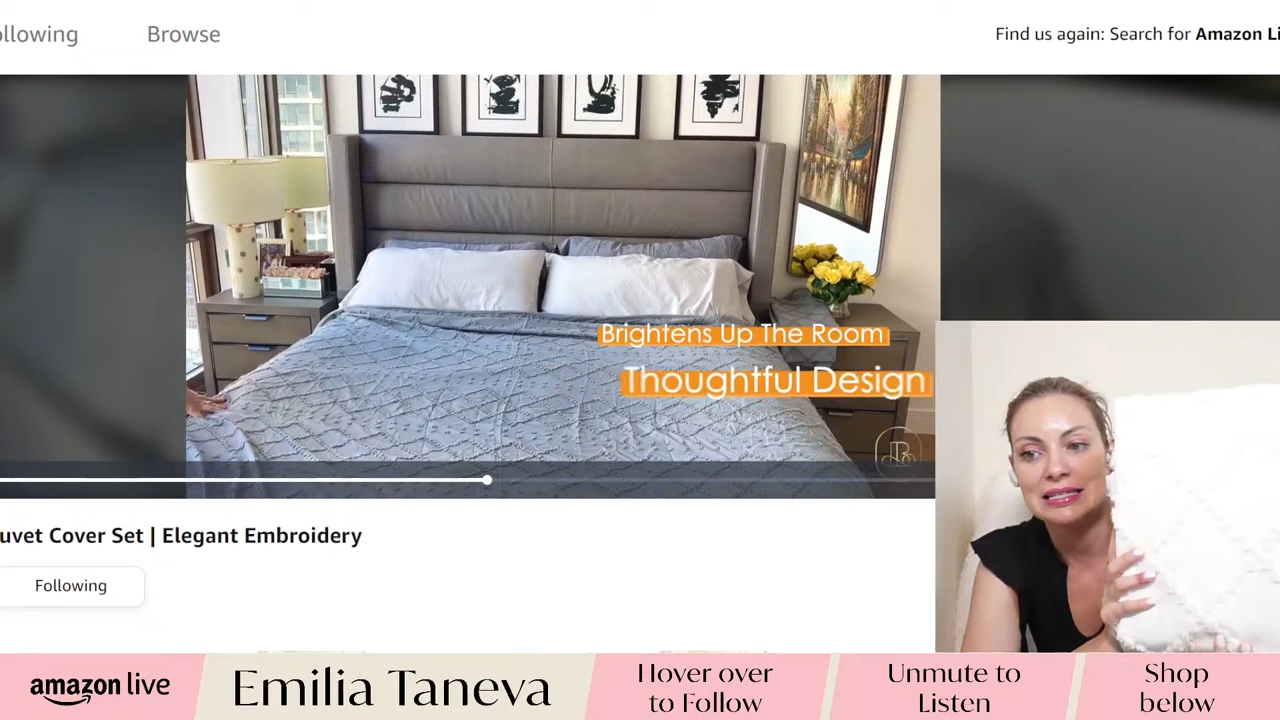 ollowing
Browse
Find us again: Search for Amazon Li
Brightens Up The Room
Thoughtful Design
uvet Cover Set | Elegant Embroidery
Following
amazon live
Emilia Taneva
Hover over
to Follow
Unmute to
Listen
Shop
below